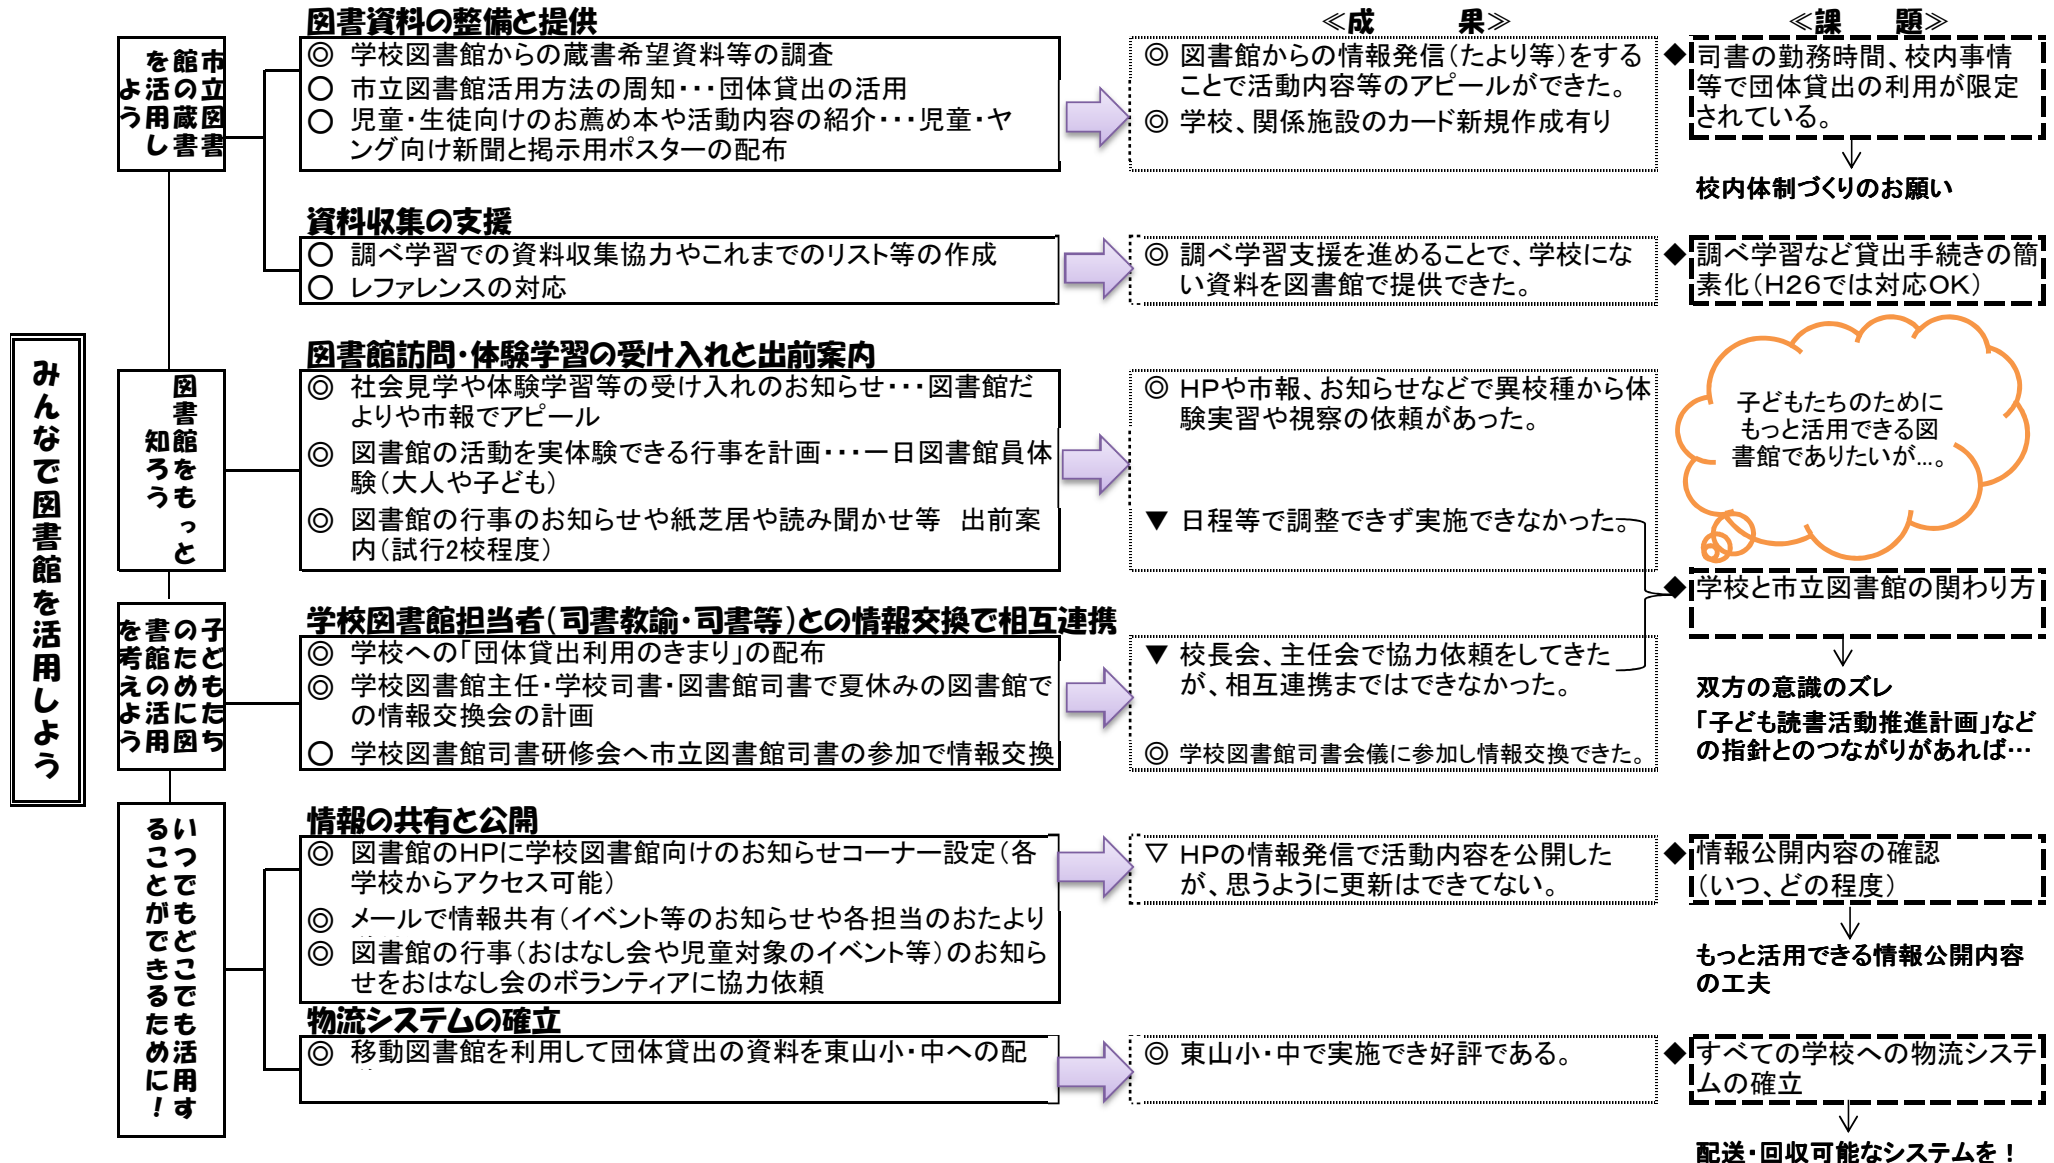 みんなで図書館を活用しよう
市立図書
館の蔵書
を活用し
よう
図書資料の整備と提供
◎ 学校図書館からの蔵書希望資料等の調査
○ 市立図書館活用方法の周知・・・団体貸出の活用
○ 児童・生徒向けのお薦め本や活動内容の紹介・・・児童・ヤ
ング向け新聞と掲示用ポスターの配布
≪成 果≫
◎ 図書館からの情報発信(たより等)をする
ことで活動内容等のアピールができた。
◎ 学校、関係施設のカード新規作成有り
≪課 題≫
◆ 司書の勤務時間、校内事情
等で団体貸出の利用が限定
されている。
校内体制づくりのお願い
資料収集の支援
○ 調べ学習での資料収集協力やこれまでのリスト等の作成
○ レファレンスの対応
◎ 調べ学習支援を進めることで、学校にな
い資料を図書館で提供できた。
◆ 調べ学習など貸出手続きの簡
素化(H26では対応OK)
図書館をもっと
知ろう
図書館訪問・体験学習の受け入れと出前案内
◎ 社会見学や体験学習等の受け入れのお知らせ・・・図書館だ
よりや市報でアピール
◎ 図書館の活動を実体験できる行事を計画・・・一日図書館員体
験(大人や子ども)
◎ 図書館の行事のお知らせや紙芝居や読み聞かせ等 出前案
内(試行2校程度)
◎ HPや市報、お知らせなどで異校種から体
験実習や視察の依頼があった。
▼ 日程等で調整できず実施できなかった。
子どもたちのために
もっと活用できる図
書館でありたいが…。
◆ 学校と市立図書館の関わり方
双方の意識のズレ
「子ども読書活動推進計画」など
の指針とのつながりがあれば…
子どもたち
のために図
書館の活用
を考えよう
学校図書館担当者(司書教諭・司書等)との情報交換で相互連携
◎ 学校への「団体貸出利用のきまり」の配布
◎ 学校図書館主任・学校司書・図書館司書で夏休みの図書館で
の情報交換会の計画
○ 学校図書館司書研修会へ市立図書館司書の参加で情報交換
▼ 校長会、主任会で協力依頼をしてきた
が、相互連携まではできなかった。
◎ 学校図書館司書会儀に参加し情報交換できた。
いつでもどこでも活用す
ることができるために!
情報の共有と公開
◎ 図書館のHPに学校図書館向けのお知らせコーナー設定(各
学校からアクセス可能)
◎ メールで情報共有(イベント等のお知らせや各担当のおたより
◎ 図書館の行事(おはなし会や児童対象のイベント等)のお知ら
せをおはなし会のボランティアに協力依頼
▽ HPの情報発信で活動内容を公開した
が、思うように更新はできてない。
◆ 情報公開内容の確認
(いつ、どの程度)
もっと活用できる情報公開内容
の工夫
物流システムの確立
◎ 移動図書館を利用して団体貸出の資料を東山小・中への配
◎ 東山小・中で実施でき好評である。
◆ すべての学校への物流システ
ムの確立
配送・回収可能なシステムを!